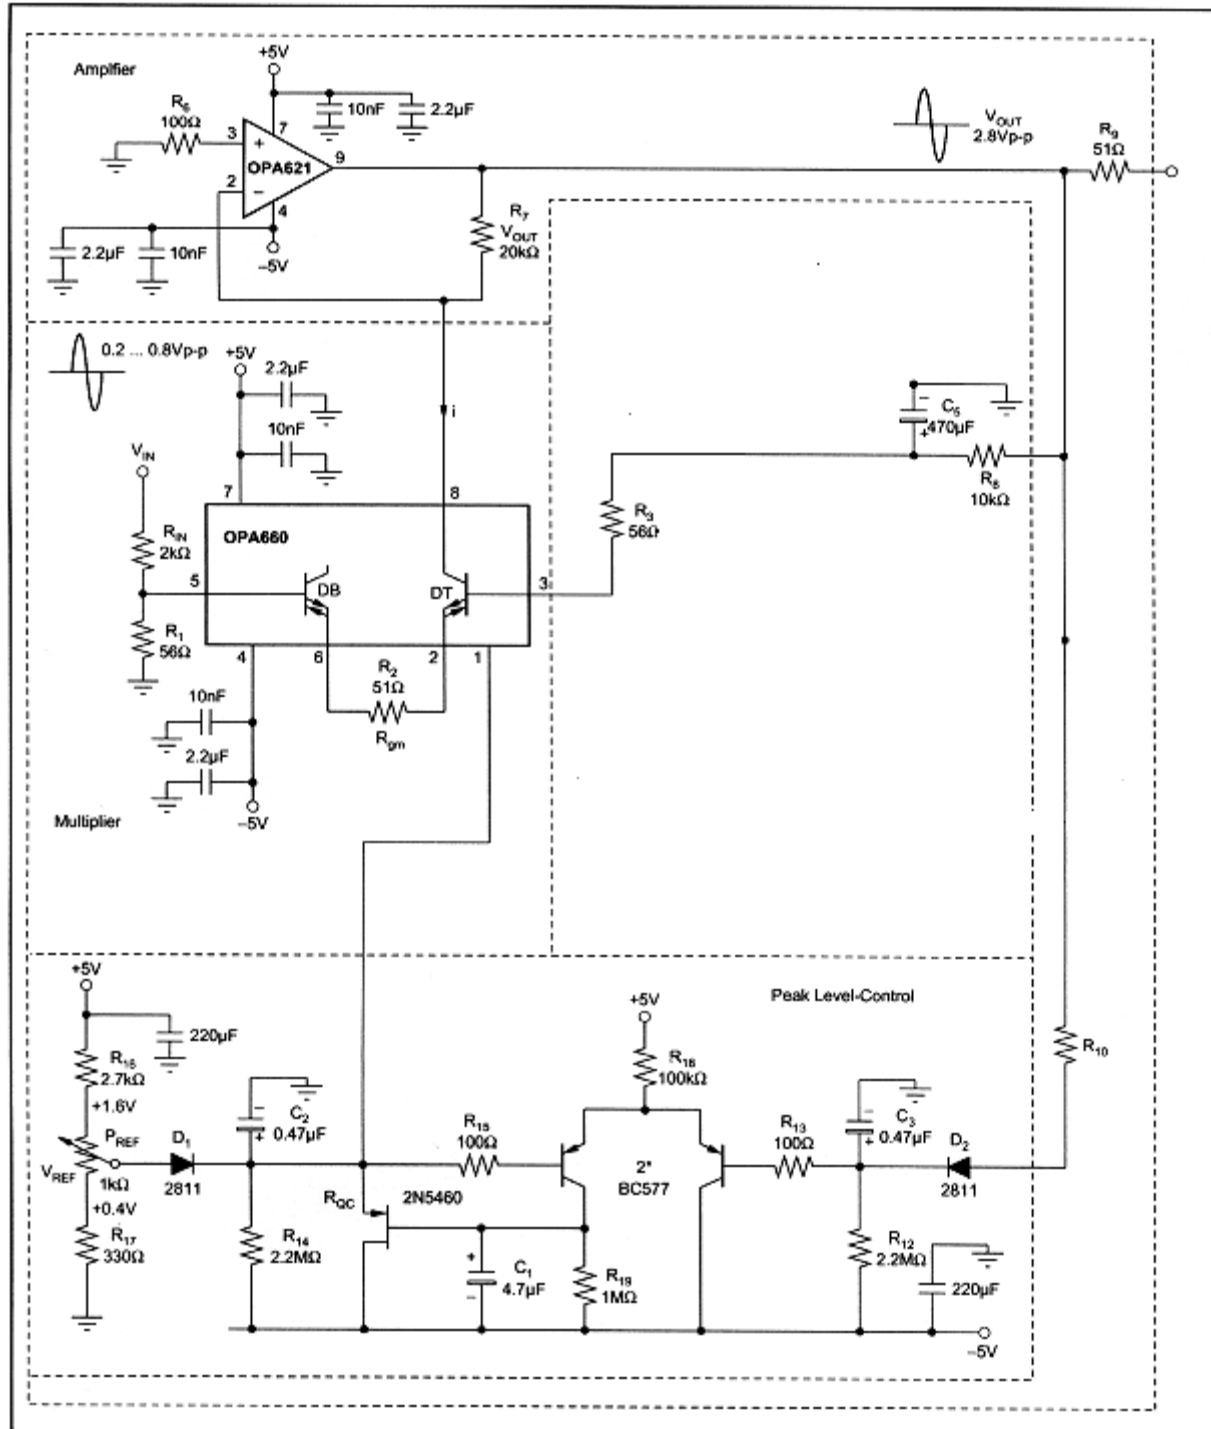 Amplfier
+5V
10nF
2.2µF
R6
100Ω
3
+
7
OPA621
9
2
–
4
–5V
2.2µF
10nF
R7
VOUT
20kΩ
VOUT
2.8Vp-p
R9
51Ω
0.2 ... 0.8Vp-p
+5V
2.2µF
10nF
i
VIN
RIN
2kΩ
R1
56Ω
7
8
OPA660
5
DB
DT
3
4
6
2
1
R2
51Ω
Rgm
10nF
2.2µF
–5V
Multiplier
R3
56Ω
–
C5
470µF
+
R8
10kΩ
+5V
220µF
R16
2.7kΩ
+1.6V
PREF
VREF
1kΩ
+0.4V
R17
330Ω
D1
2811
–
C2
0.47µF
+
R14
2.2MΩ
RQC
2N5460
R15
100Ω
+5V
R18
100kΩ
2*
BC577
+
C1
4.7µF
–
R19
1MΩ
Peak Level-Control
R13
100Ω
–
C3
0.47µF
+
D2
2811
R12
2.2MΩ
220µF
R10
–5V